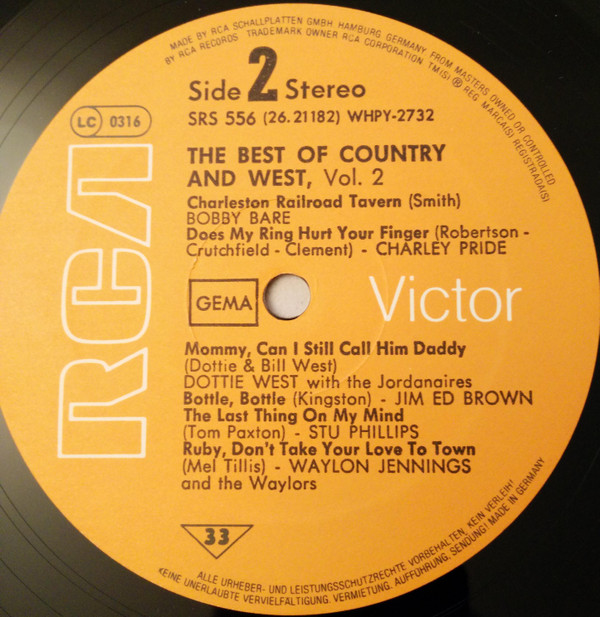 MADE BY RCA SCHALLPLATTEN GMBH HAMBURG, GERMANY FROM MASTERS OWNED OR CONTROLLED
BY RCA RECORDS TRADEMARK OWNER RCA CORPORATION TM(S) ® REG. MARCA(S) REGISTRADA(S)
Side 2 Stereo
SRS 556 (26.21182) WHPY-2732
LC 0316
RCA
THE BEST OF COUNTRY
AND WEST, Vol. 2
Charleston Railroad Tavern (Smith)
BOBBY BARE
Does My Ring Hurt Your Finger (Robertson -
Crutchfield - Clement) - CHARLEY PRIDE
GEMA
Victor
Mommy, Can I Still Call Him Daddy
(Dottie & Bill West)
DOTTIE WEST with the Jordanaires
Bottle, Bottle (Kingston) - JIM ED BROWN
The Last Thing On My Mind
(Tom Paxton) - STU PHILLIPS
Ruby, Don't Take Your Love To Town
(Mel Tillis) - WAYLON JENNINGS
and the Waylors
33
ALLE URHEBER- UND LEISTUNGSSCHUTZRECHTE VORBEHALTEN, KEIN VERLEIH!
KEINE UNERLAUBTE VERVIELFÄLTIGUNG, VERMIETUNG, AUFFÜHRUNG, SENDUNG! MADE IN GERMANY